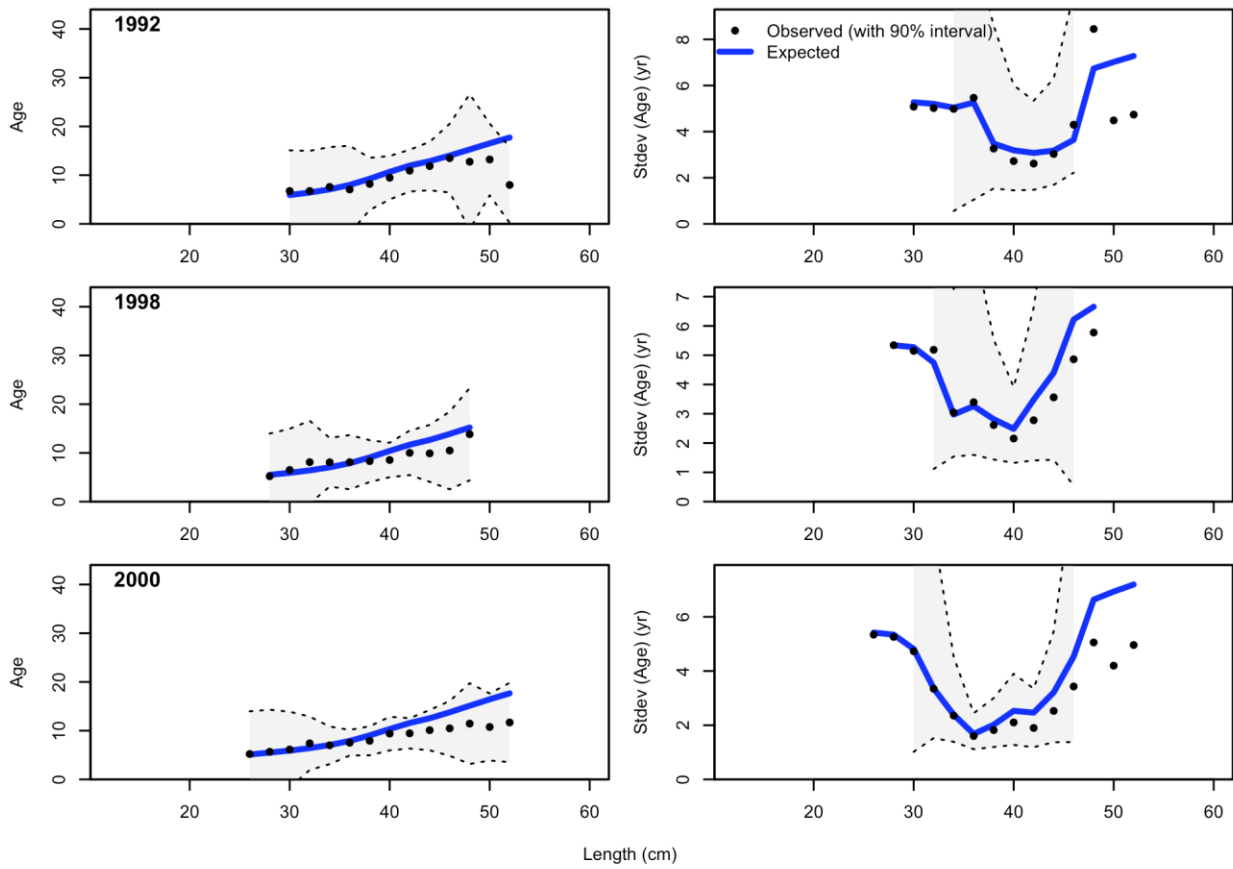 1992
Age
0 10 20 30 40
20 30 40 50 60
Stdev (Age) (yr)
0 2 4 6 8
Observed (with 90% interval)
Expected
20 30 40 50 60
1998
Age
0 10 20 30 40
20 30 40 50 60
Stdev (Age) (yr)
0 1 2 3 4 5 6 7
20 30 40 50 60
2000
Age
0 10 20 30 40
20 30 40 50 60
Stdev (Age) (yr)
0 2 4 6
20 30 40 50 60
Length (cm)